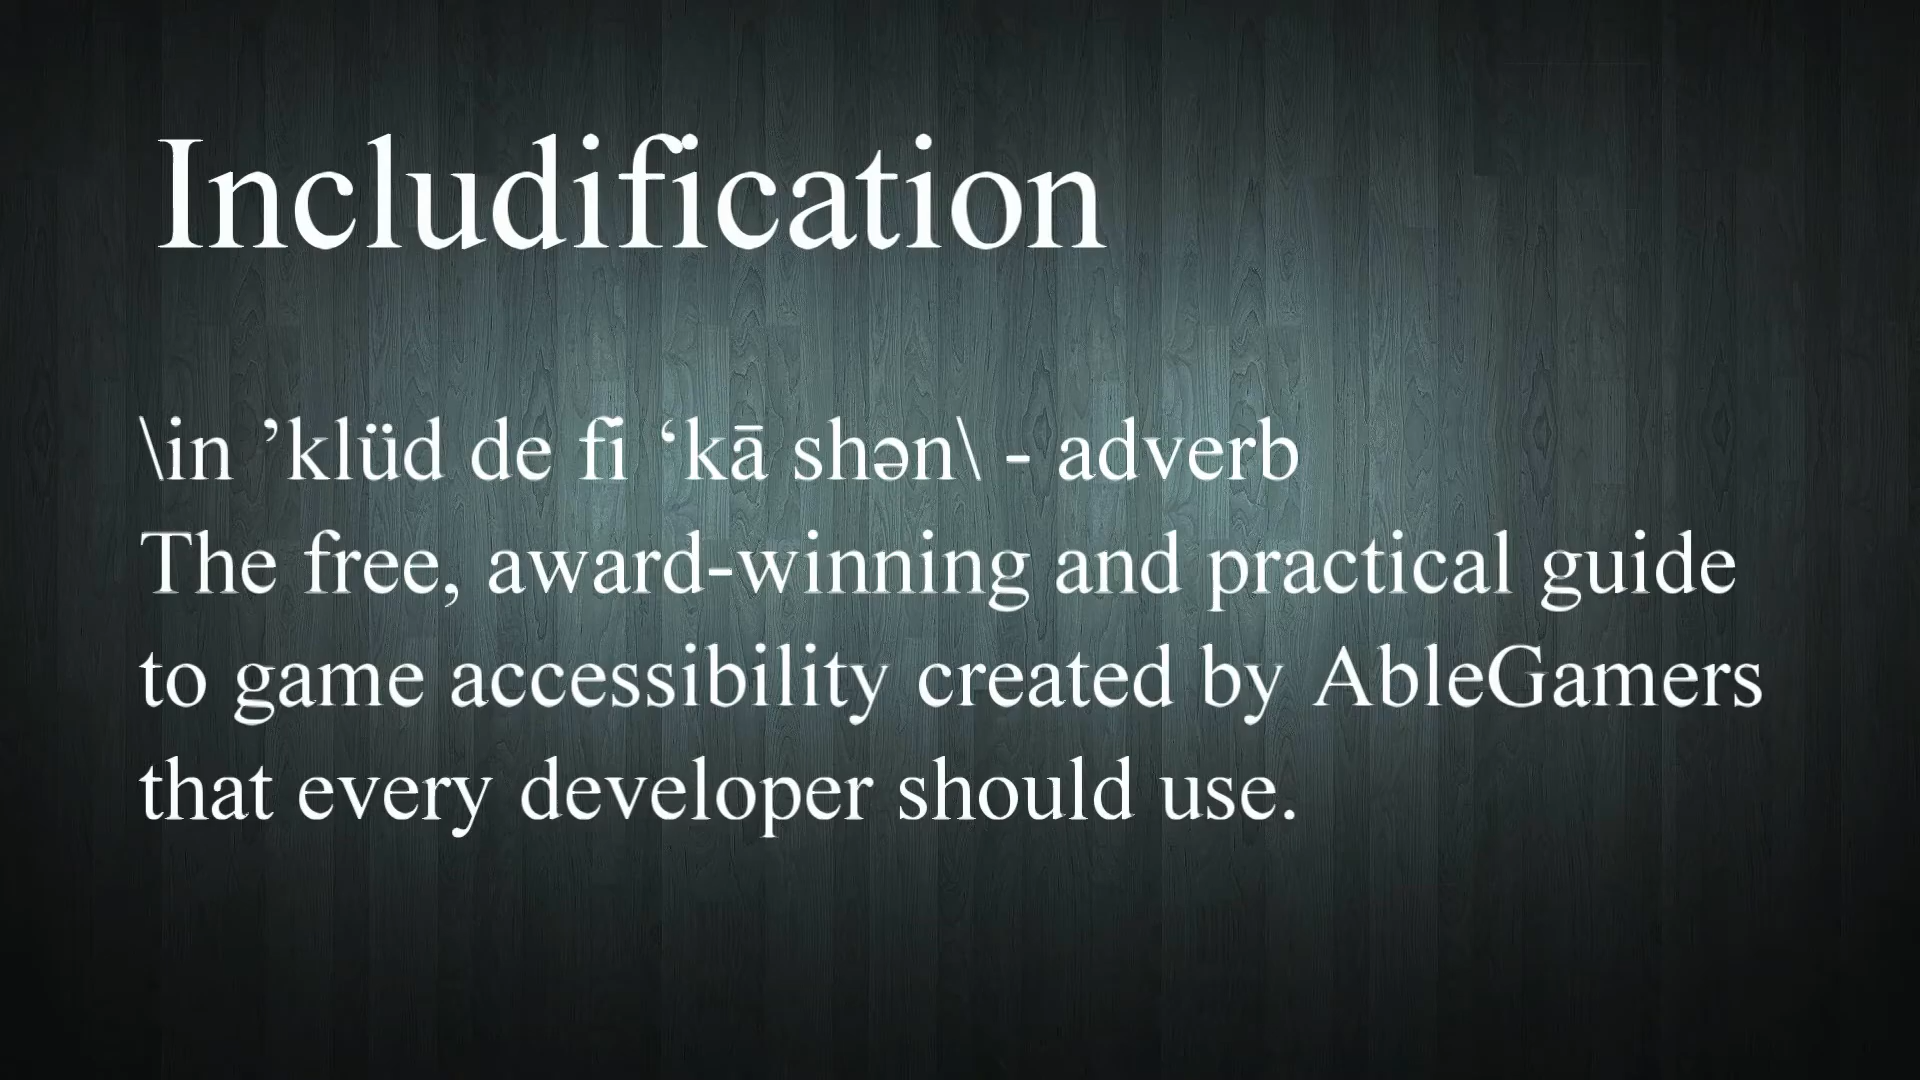 Includification
\in ’klüd de fi ‘kā shən\ - adverb
The free, award-winning and practical guide
to game accessibility created by AbleGamers
that every developer should use.